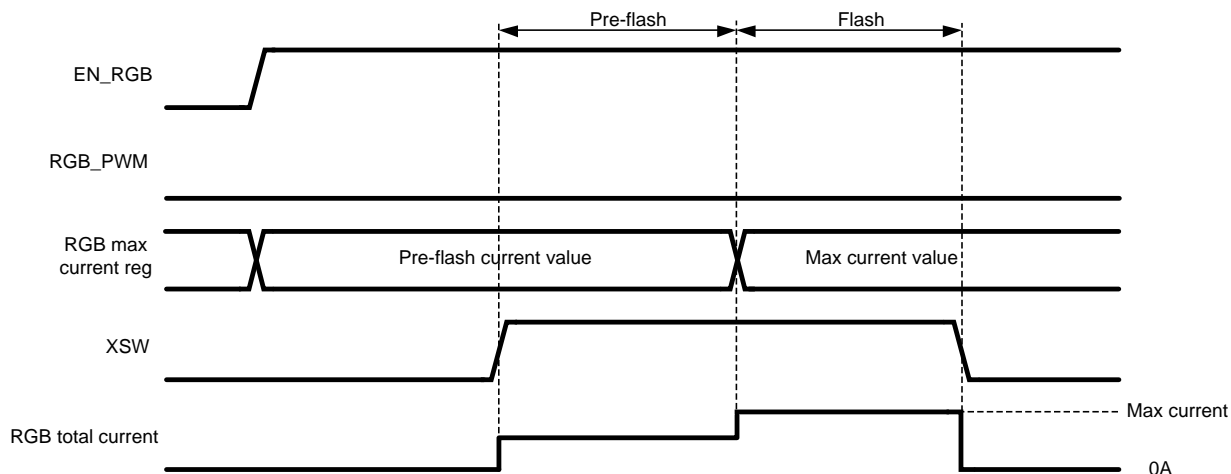 Pre-flash
Flash
EN_RGB
RGB_PWM
RGB max
current reg
Pre-flash current value
Max current value
XSW
Max current
RGB total current
0A